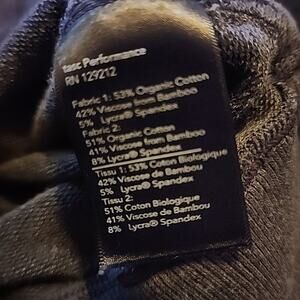 tasc Performance
RN 129212
Fabric 1: 53% Organic Cotton
42% Viscose from Bamboo
5% Lycra® Spandex
Fabric 2:
51% Organic Cotton
41% Viscose from Bamboo
8% Lycra® Spandex
Tissu 1: 53% Coton Biologique
42% Viscose de Bambou
5% Lycra® Spandex
Tissu 2:
51% Coton Biologique
41% Viscose de Bambou
8% Lycra® Spandex